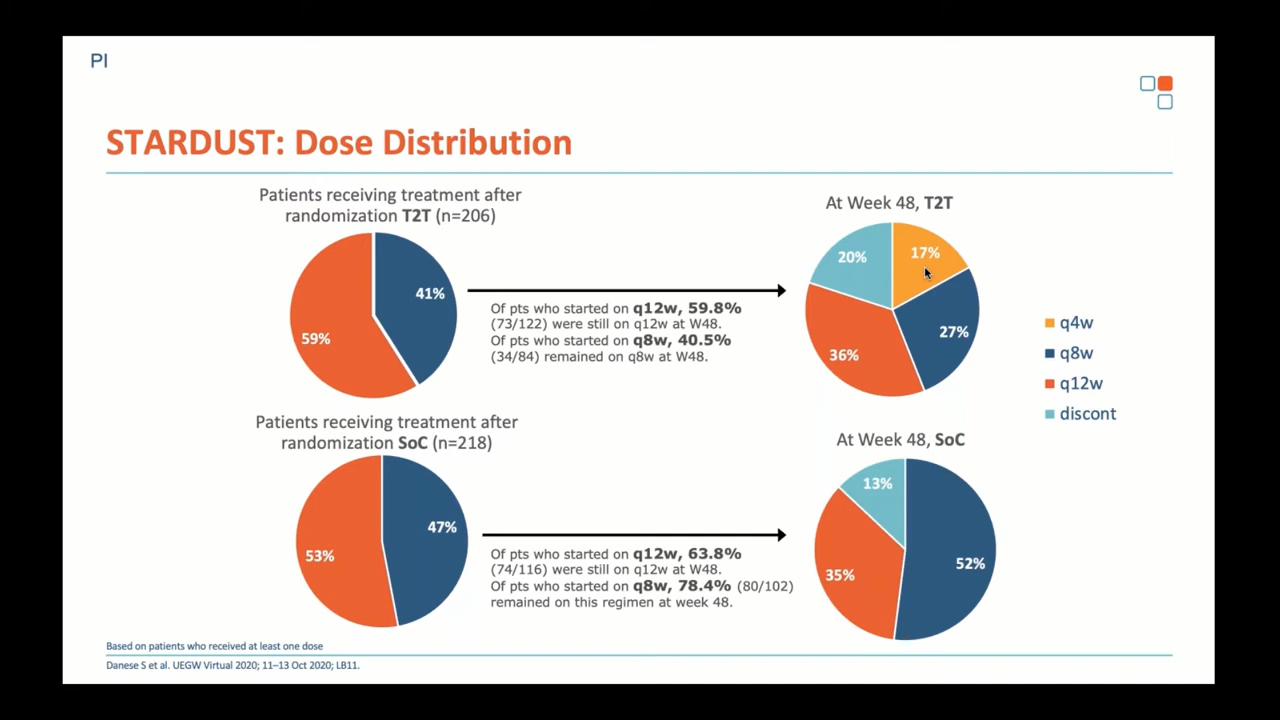 PI
STARDUST: Dose Distribution
Patients receiving treatment after
randomization T2T (n=206)
41%
59%
Of pts who started on q12w, 59.8%
(73/122) were still on q12w at W48.
Of pts who started on q8w, 40.5%
(34/84) remained on q8w at W48.
At Week 48, T2T
20%
17%
27%
36%
q4w
q8w
q12w
discont
Patients receiving treatment after
randomization SoC (n=218)
47%
53%
Of pts who started on q12w, 63.8%
(74/116) were still on q12w at W48.
Of pts who started on q8w, 78.4% (80/102)
remained on this regimen at week 48.
At Week 48, SoC
13%
52%
35%
Based on patients who received at least one dose
Danese S et al. UEGW Virtual 2020; 11–13 Oct 2020; LB11.